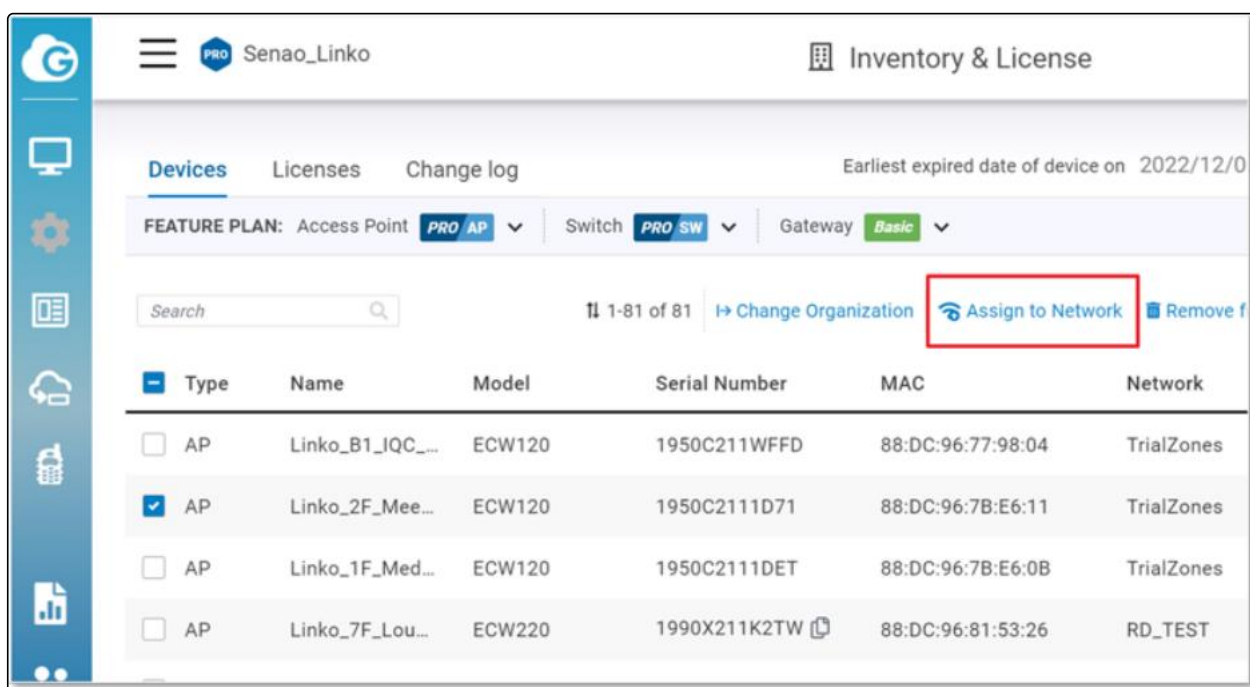 G PRO Senao_Linko Inventory & License
Devices Licenses Change log Earliest expired date of device on 2022/12/0
FEATURE PLAN: Access Point PRO AP Switch PRO SW Gateway Basic
Search 1-81 of 81 Change Organization Assign to Network Remove f
Type Name Model Serial Number MAC Network
AP Linko_B1_IQC_... ECW120 1950C211WFFD 88:DC:96:77:98:04 TrialZones
AP Linko_2F_Mee... ECW120 1950C2111D71 88:DC:96:7B:E6:11 TrialZones
AP Linko_1F_Med... ECW120 1950C2111DET 88:DC:96:7B:E6:0B TrialZones
AP Linko_7F_Lou... ECW220 1990X211K2TW 88:DC:96:81:53:26 RD_TEST